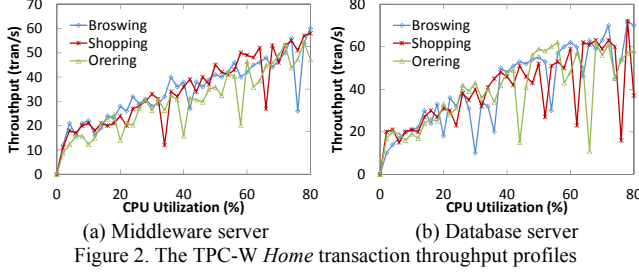 70
60
50
40
30
20
10
0
Throuthput (tran/s)
Broswing
Shopping
Orering
0 20 40 60 80
CPU Utilization (%)
(a) Middleware server
80
60
40
20
0
Throuthput (tran/s)
Broswing
Shopping
Orering
0 20 40 60 80
CPU Utilization (%)
(b) Database server
Figure 2. The TPC-W Home transaction throughput profiles